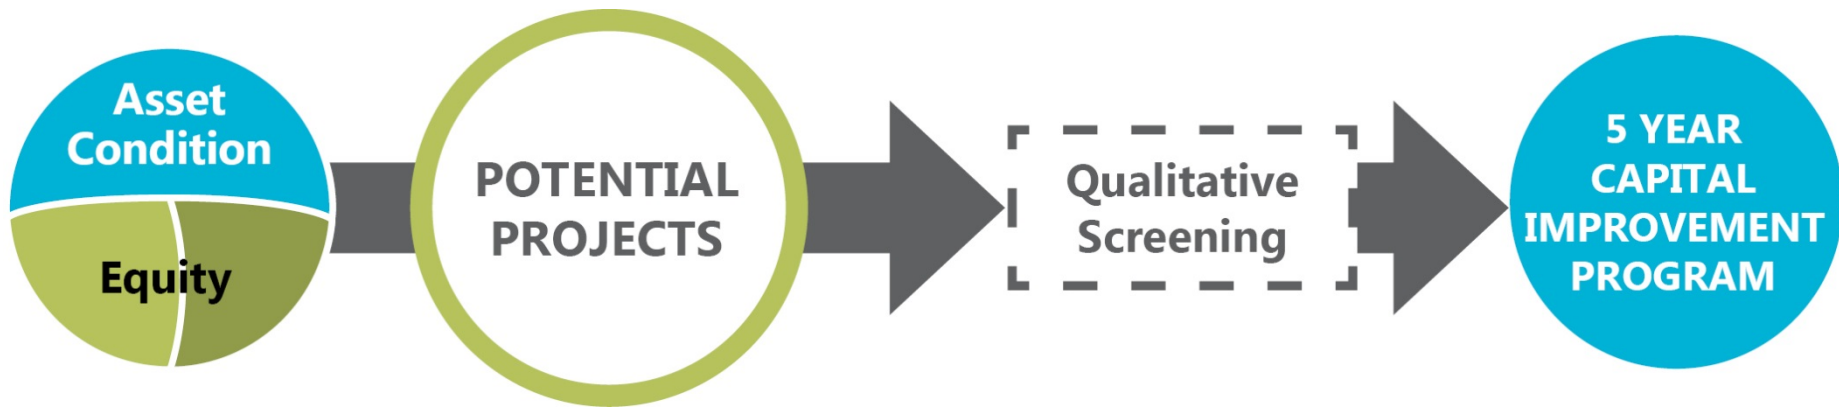 Asset
Condition
Equity
POTENTIAL
PROJECTS
Qualitative
Screening
5 YEAR
CAPITAL
IMPROVEMENT
PROGRAM